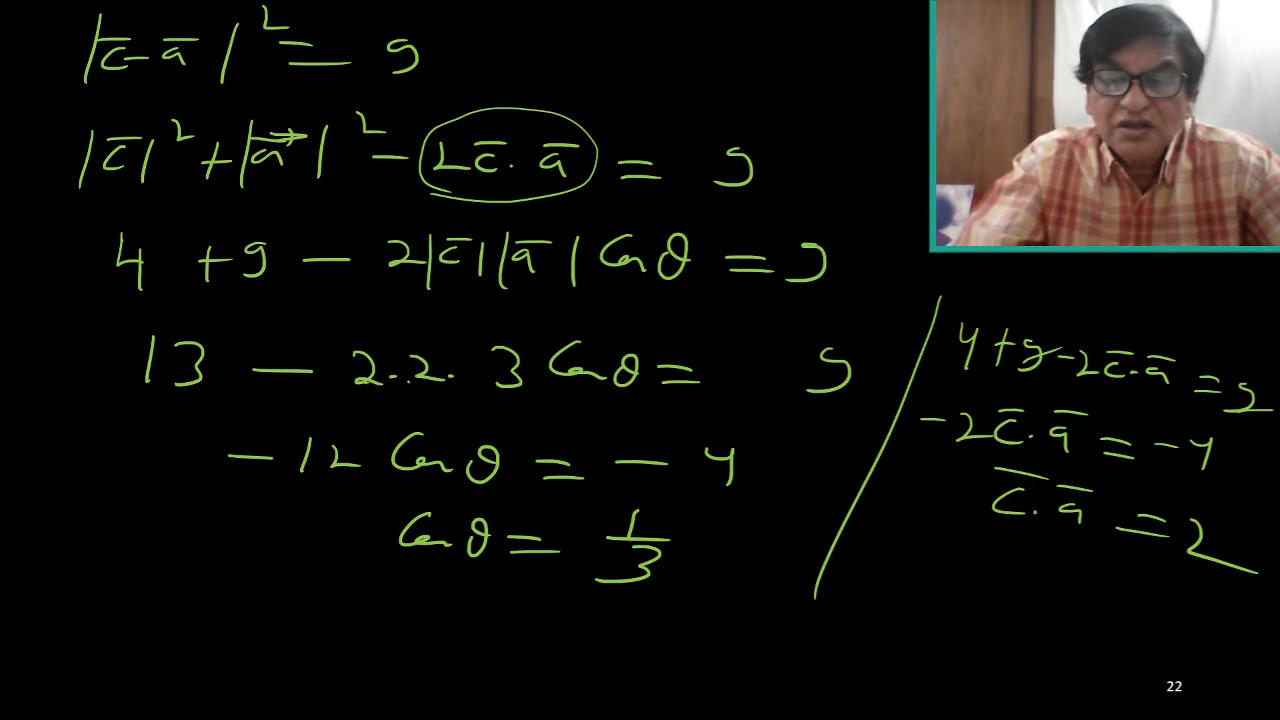 |c̄ - ā|² = 9
|c̄|² + |ā|² - 2c̄·ā = 9
4 + 9 - 2|c̄||ā| Cos θ = 9
13 - 2·2·3 Cos θ = 9
-12 Cos θ = -4
Cos θ = 1/3
4 + 9 - 2c̄·ā = 9
-2c̄·ā = -4
c̄·ā = 2
22